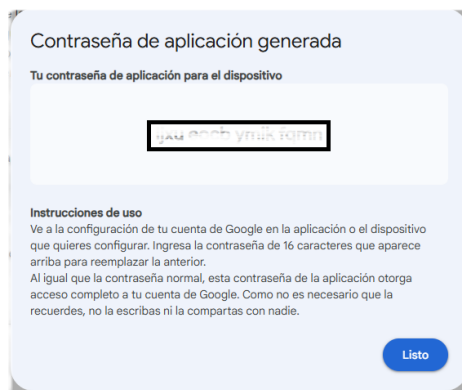 Contraseña de aplicación generada
Tu contraseña de aplicación para el dispositivo
Instrucciones de uso
Ve a la configuración de tu cuenta de Google en la aplicación o el dispositivo
que quieres configurar. Ingresa la contraseña de 16 caracteres que aparece
arriba para reemplazar la anterior.
Al igual que la contraseña normal, esta contraseña de la aplicación otorga
acceso completo a tu cuenta de Google. Como no es necesario que la
recuerdes, no la escribas ni la compartas con nadie.
Listo